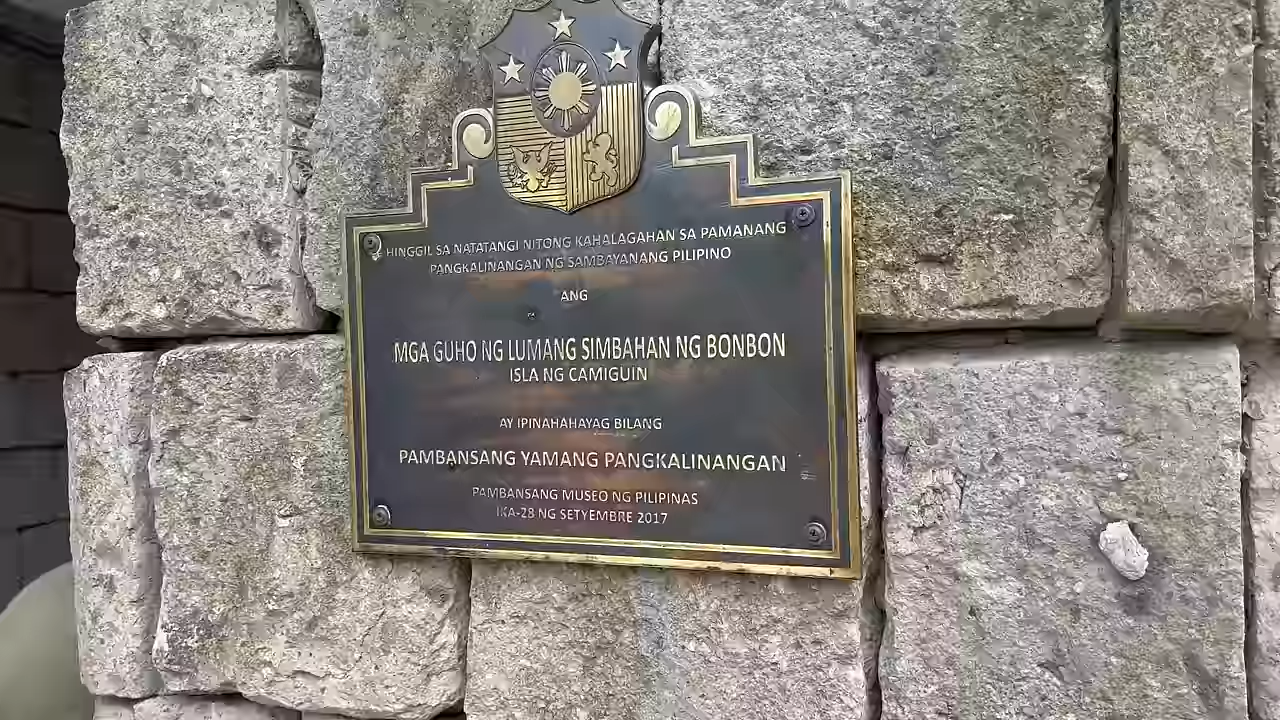 HINGGIL SA NATATANGI NITONG KAHALAGAHAN SA PAMANANG
PANGKALINANGAN NG SAMBAYANANG PILIPINO
ANG
MGA GUHO NG LUMANG SIMBAHAN NG BONBON
ISLA NG CAMIGUIN
AY IPINAHAHAYAG BILANG
PAMBANSANG YAMANG PANGKALINANGAN
PAMBANSANG MUSEO NG PILIPINAS
IKA-28 NG SETYEMBRE 2017